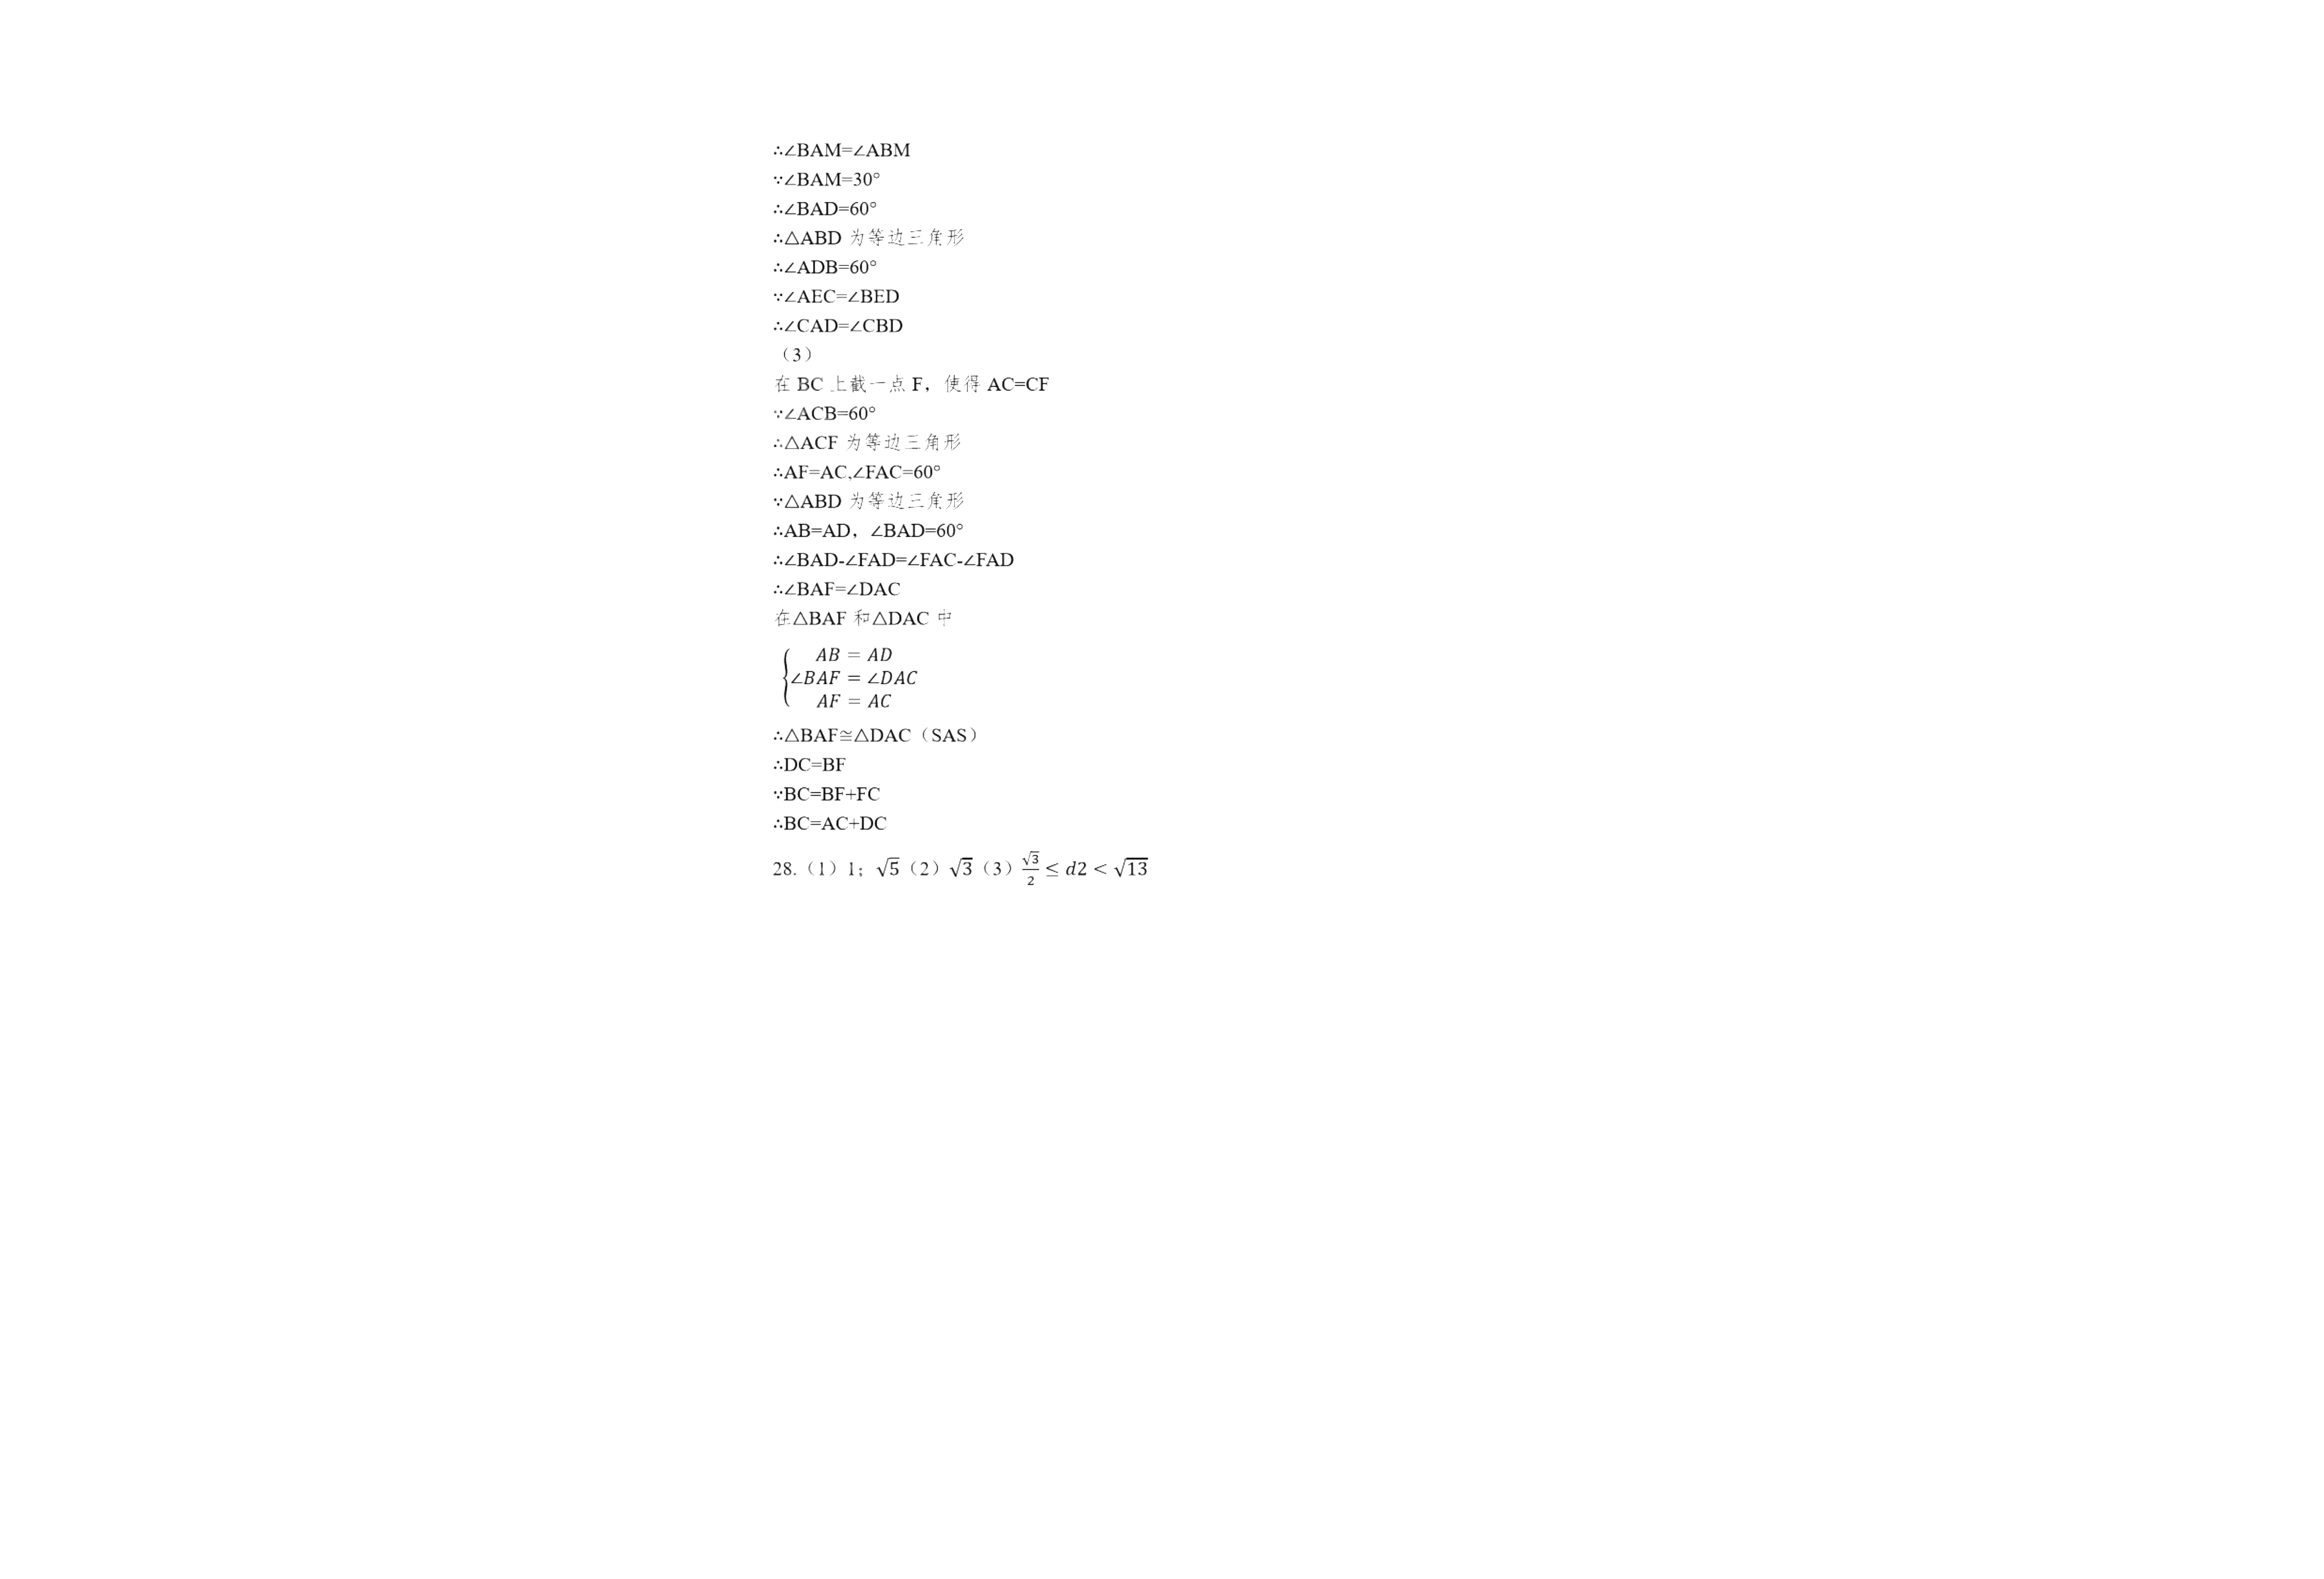 ∴∠BAM=∠ABM
∵∠BAM=30°
∴∠BAD=60°
∴△ABD 为等边三角形
∴∠ADB=60°
∵∠AEC=∠BED
∴∠CAD=∠CBD
（3）
在 BC 上截一点 F，使得 AC=CF
∵∠ACB=60°
∴△ACF 为等边三角形
∴AF=AC,∠FAC=60°
∵△ABD 为等边三角形
∴AB=AD，∠BAD=60°
∴∠BAD-∠FAD=∠FAC-∠FAD
∴∠BAF=∠DAC
在△BAF 和△DAC 中
AB = AD
∠BAF = ∠DAC
AF = AC
∴△BAF≅△DAC（SAS）
∴DC=BF
∵BC=BF+FC
∴BC=AC+DC
28.（1）1；√5（2）√3（3）√3/2 ≤ d2 < √13